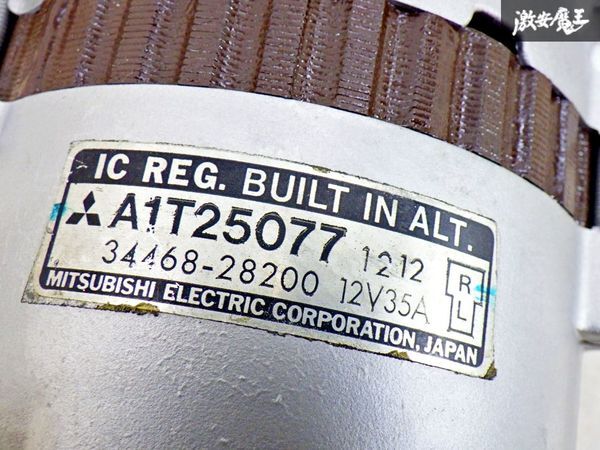 激安魔王
IC REG. BUILT IN ALT.
A1T25077 1212
34468-28200 12V35A
R
L
MITSUBISHI ELECTRIC CORPORATION, JAPAN